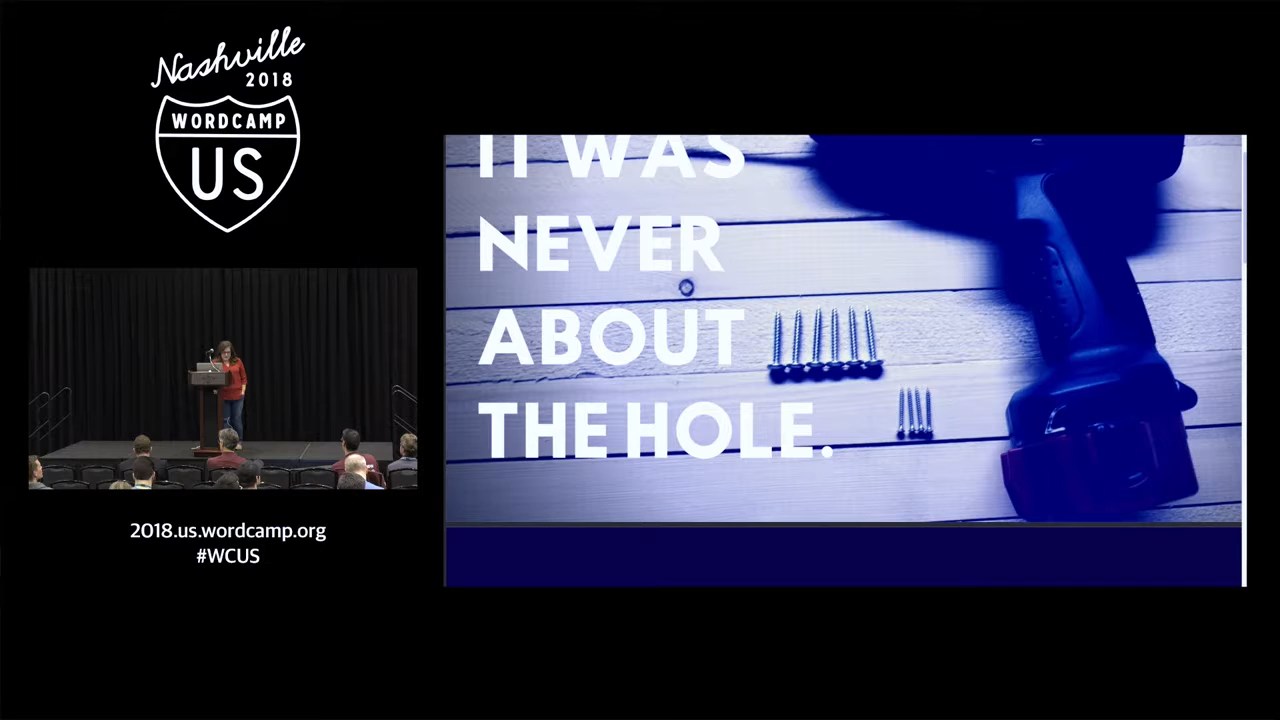 Nashville
2018
WORDCAMP
US
2018.us.wordcamp.org
#WCUS
IT WAS
NEVER
ABOUT
THE HOLE.